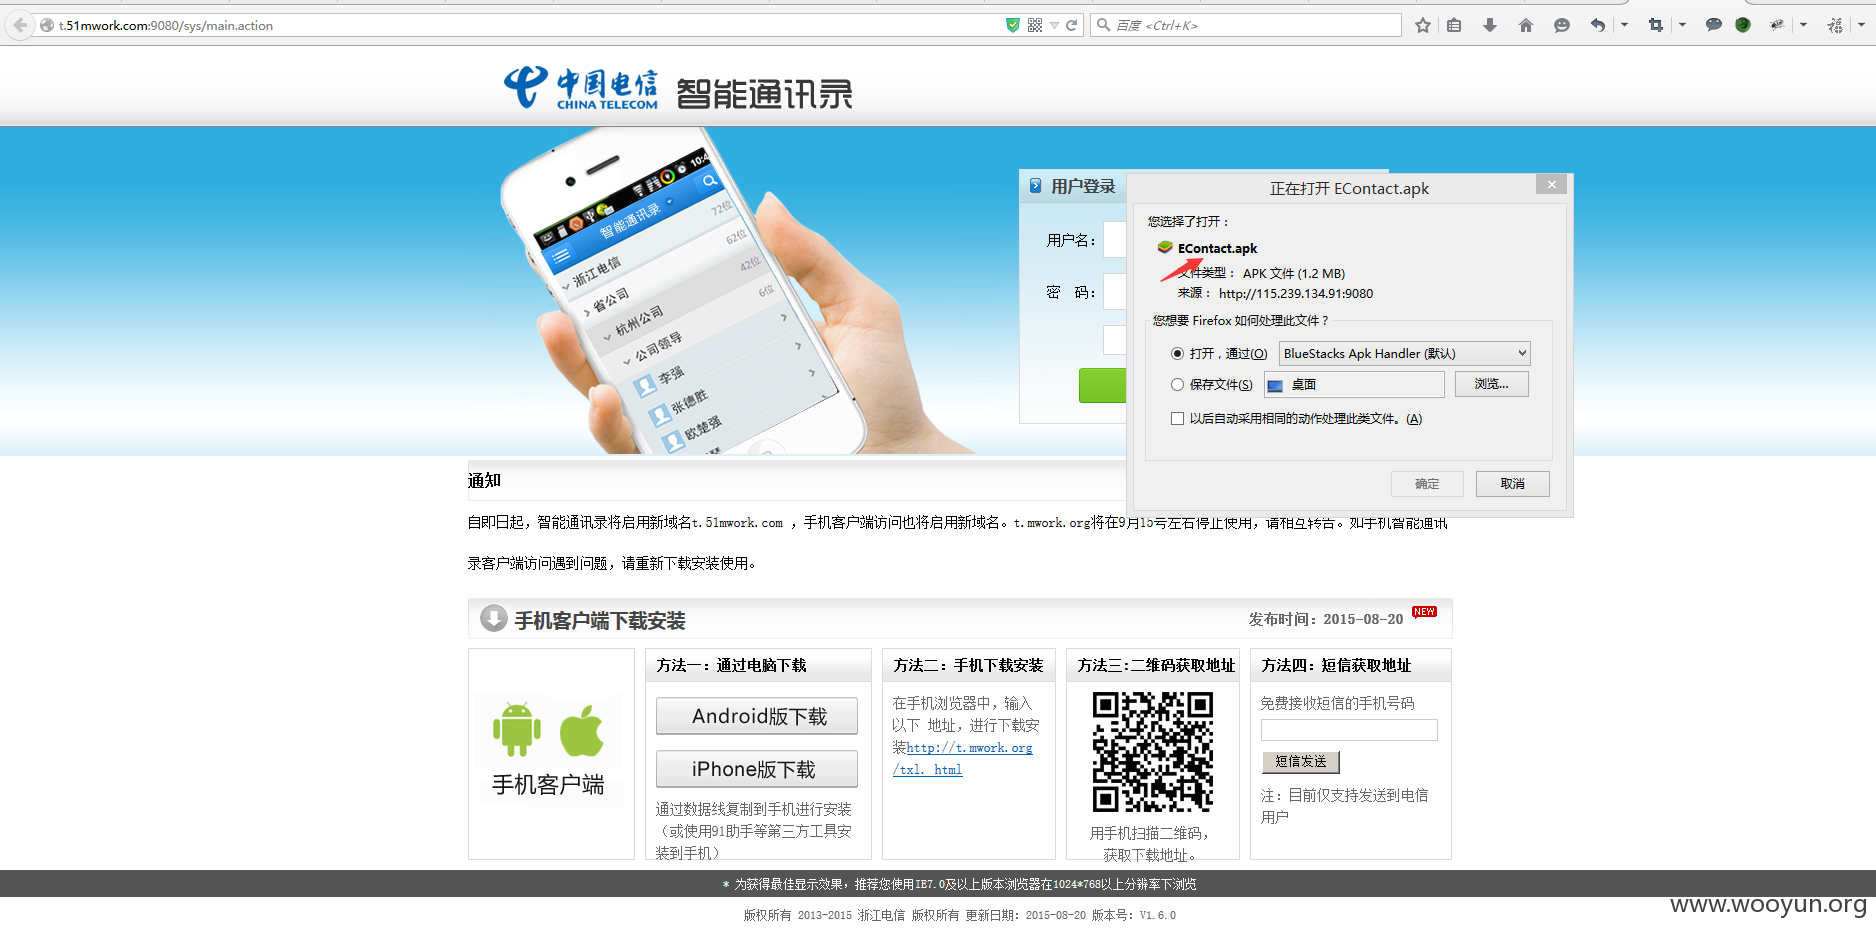 t.51mwork.com:9080/sys/main.action
百度 <Ctrl+K>
中国电信
CHINA TELECOM
智能通讯录
10:4
智能通讯录
72位
浙江电信
62位
省公司
42位
杭州公司
6位
公司领导
李强
张德胜
欧楚强
用户登录
用户名：
密 码：
正在打开 EContact.apk
您选择了打开：
EContact.apk
文件类型： APK 文件 (1.2 MB)
来源： http://115.239.134.91:9080
您想要 Firefox 如何处理此文件？
打开，通过(O)
BlueStacks Apk Handler (默认)
保存文件(S)
桌面
浏览...
以后自动采用相同的动作处理此类文件。(A)
确定
取消
通知
自即日起，智能通讯录将启用新域名t.51mwork.com ，手机客户端访问也将启用新域名。t.mwork.org将在9月15号左右停止使用，请相互转告。如手机智能通讯
录客户端访问遇到问题，请重新下载安装使用。
手机客户端下载安装
发布时间：2015-08-20
NEW
手机客户端
方法一：通过电脑下载
Android版下载
iPhone版下载
通过数据线复制到手机进行安装
（或使用91助手等第三方工具安
装到手机）
方法二：手机下载安装
在手机浏览器中，输入
以下 地址，进行下载安
装http://t.mwork.org
/txl.html
方法三:二维码获取地址
用手机扫描二维码，
获取下载地址。
方法四：短信获取地址
免费接收短信的手机号码
短信发送
注：目前仅支持发送到电信
用户
* 为获得最佳显示效果，推荐您使用IE7.0及以上版本浏览器在1024*768以上分辨率下浏览
版权所有 2013-2015 浙江电信 版权所有 更新日期：2015-08-20 版本号：V1.6.0
www.wooyun.org